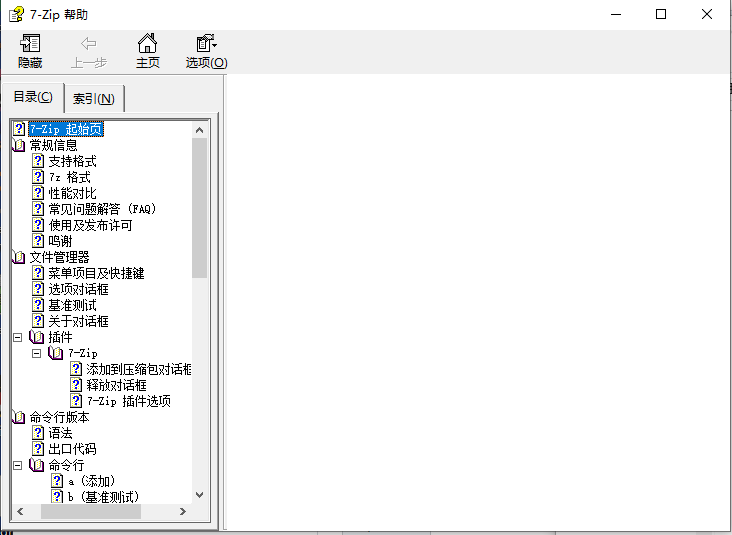 7-Zip 帮助
隐藏 上一步 主页 选项(O)
目录(C) 索引(N)
7-Zip 起始页
常规信息
支持格式
7z 格式
性能对比
常见问题解答 (FAQ)
使用及发布许可
鸣谢
文件管理器
菜单项目及快捷键
选项对话框
基准测试
关于对话框
插件
7-Zip
添加到压缩包对话框
释放对话框
7-Zip 插件选项
命令行版本
语法
出口代码
命令行
a (添加)
b (基准测试)